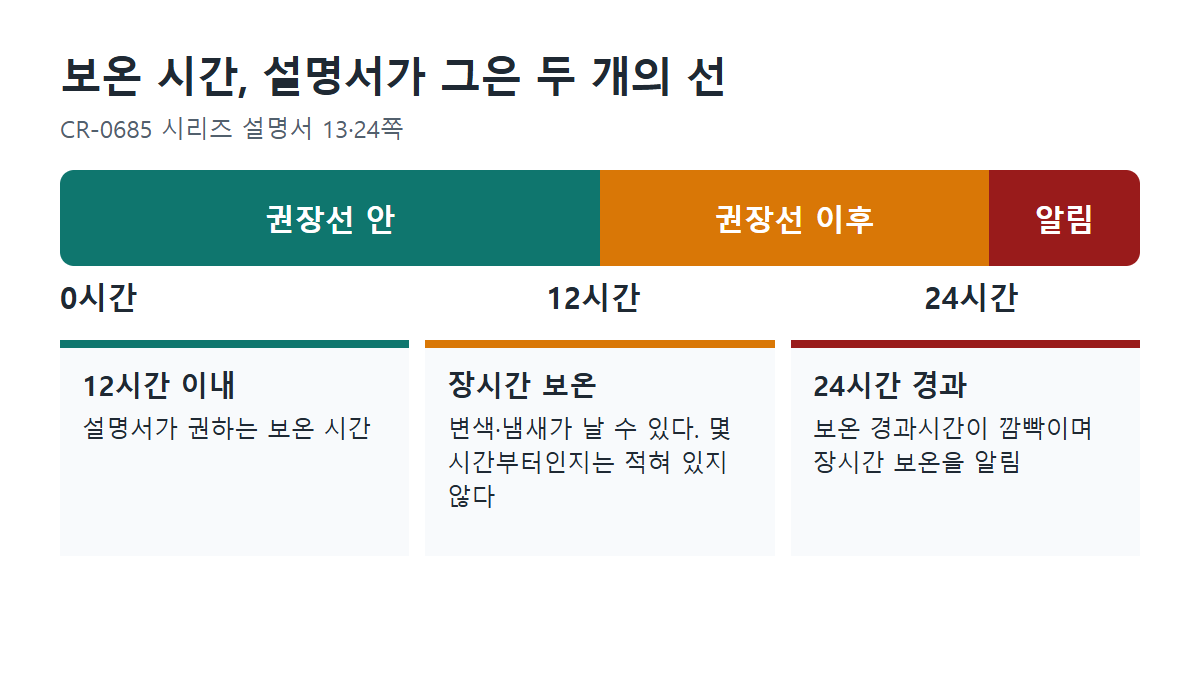 보온 시간, 설명서가 그은 두 개의 선
CR-0685 시리즈 설명서 13·24쪽
권장선 안
권장선 이후
알림
0시간
12시간
24시간
12시간 이내
설명서가 권하는 보온 시간
장시간 보온
변색·냄새가 날 수 있다. 몇
시간부터인지는 적혀 있지
않다
24시간 경과
보온 경과시간이 깜빡이며
장시간 보온을 알림